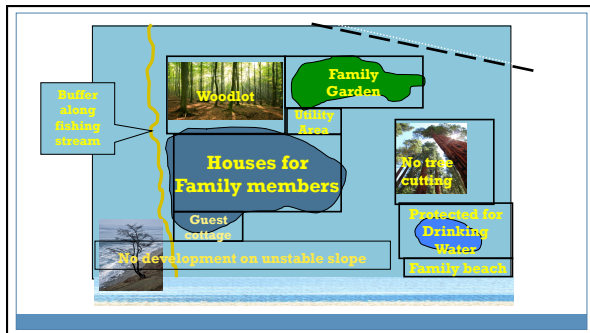 Family
Garden
Woodlot
Buffer
along
fishing
stream
Utility
Area
Houses for
Family members
No tree
cutting
Guest
cottage
Protected for
Drinking
Water
No development on unstable slope
Family beach